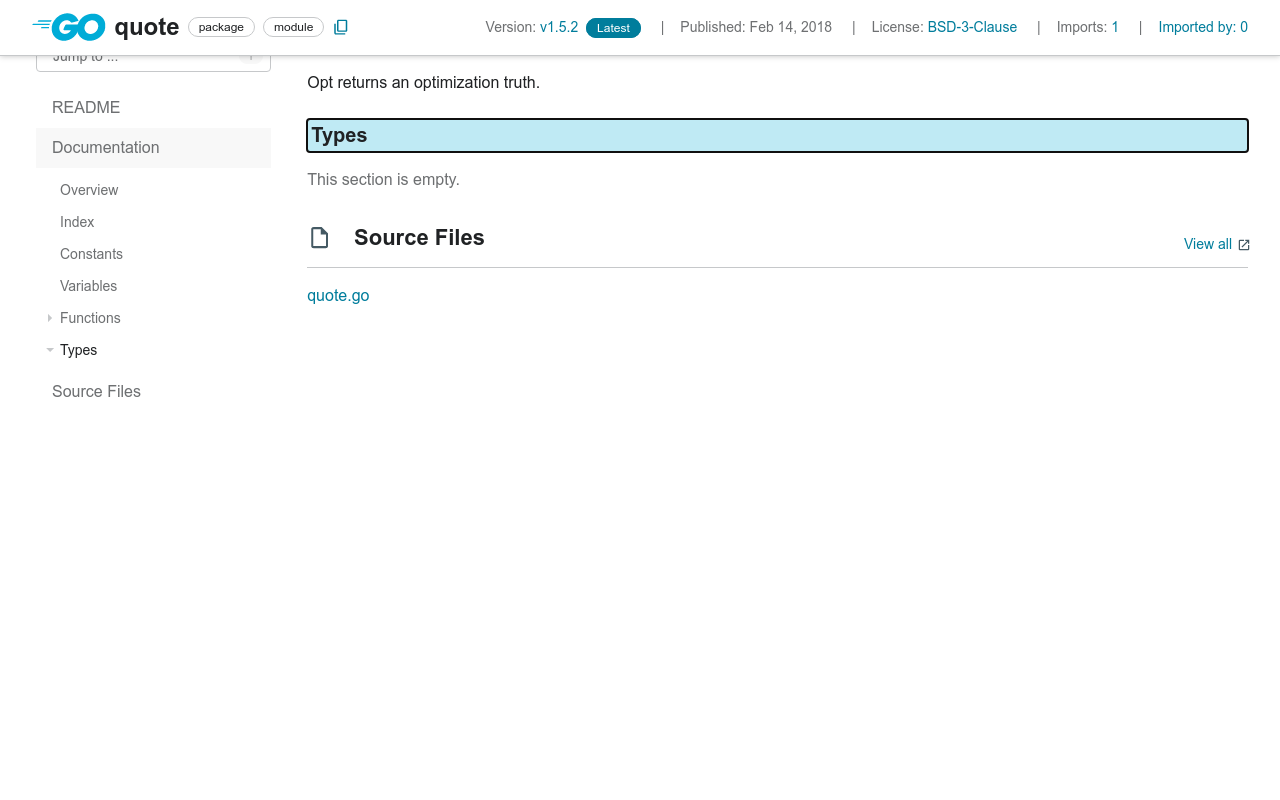 GO quote package module Version: v1.5.2 Latest | Published: Feb 14, 2018 | License: BSD-3-Clause | Imports: 1 | Imported by: 0
Jump to ...
README
Documentation
Overview
Index
Constants
Variables
Functions
Types
Source Files
Opt returns an optimization truth.
Types
This section is empty.
Source Files
View all
quote.go